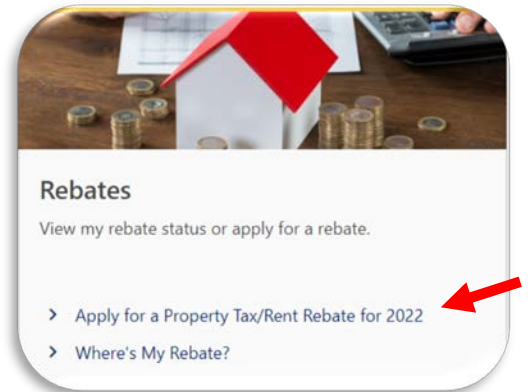 Rebates
View my rebate status or apply for a rebate.
> Apply for a Property Tax/Rent Rebate for 2022
> Where's My Rebate?